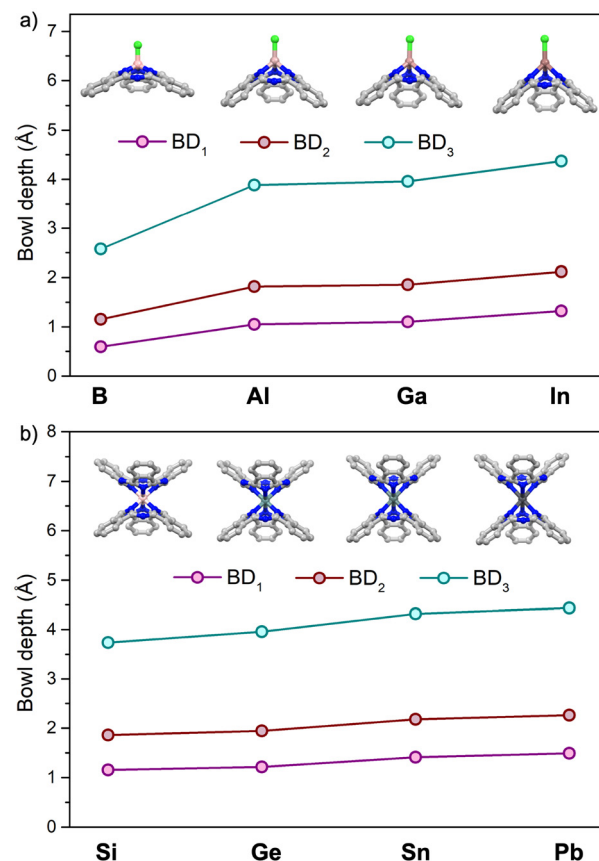 a)
7
6
5
4
3
2
1
0
Bowl depth (Å)
BD₁ BD₂ BD₃
B Al Ga In
b)
8
7
6
5
4
3
2
1
0
Bowl depth (Å)
BD₁ BD₂ BD₃
Si Ge Sn Pb